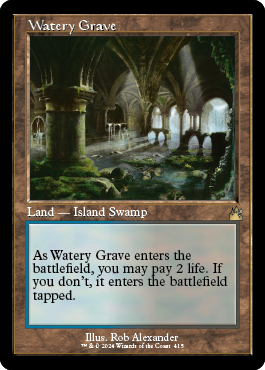 Watery Grave
Land — Island Swamp
As Watery Grave enters the
battlefield, you may pay 2 life. If
you don't, it enters the battlefield
tapped.
Illus. Rob Alexander
™ & © 2024 Wizards of the Coast 415